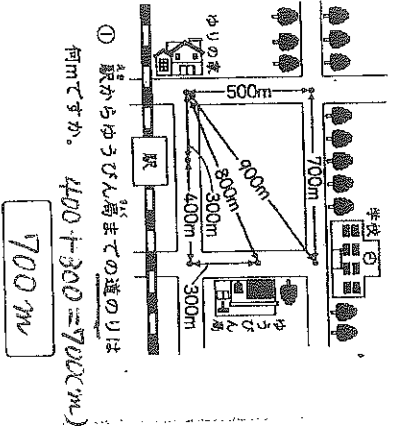 学校
700m
500m
900m
800m
300m
400m
300m
ゆりの家
ゆうびん局
駅
① 駅からゆうびん局までの道のりは
何mですか。 400+300=700(m)
700m